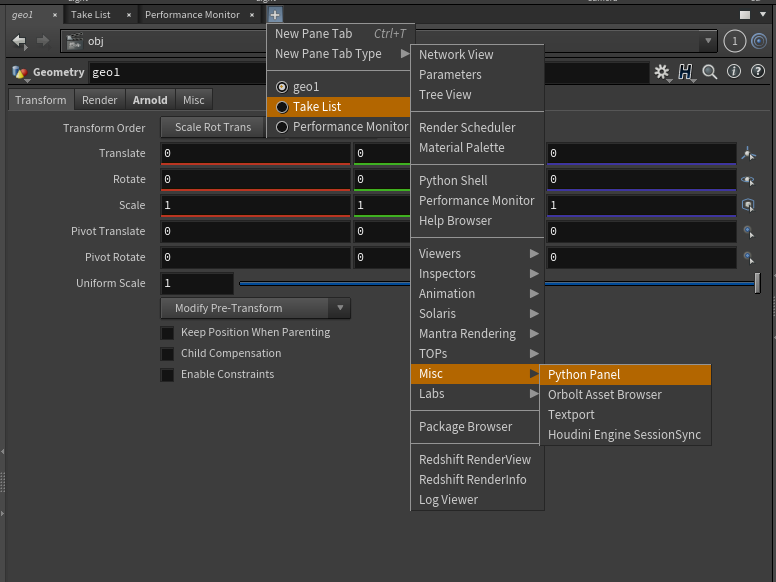 geo1 × Take List × Performance Monitor × +
obj 1
Geometry geo1
Transform Render Arnold Misc
Transform Order Scale Rot Trans
Translate 0 0 0
Rotate 0 0 0
Scale 1 1 1
Pivot Translate 0 0 0
Pivot Rotate 0 0 0
Uniform Scale 1
Modify Pre-Transform
Keep Position When Parenting
Child Compensation
Enable Constraints
New Pane Tab Ctrl+T
New Pane Tab Type
geo1
Take List
Performance Monitor
Network View
Parameters
Tree View
Render Scheduler
Material Palette
Python Shell
Performance Monitor
Help Browser
Viewers
Inspectors
Animation
Solaris
Mantra Rendering
TOPs
Misc
Labs
Package Browser
Redshift RenderView
Redshift RenderInfo
Log Viewer
Python Panel
Orbolt Asset Browser
Textport
Houdini Engine SessionSync